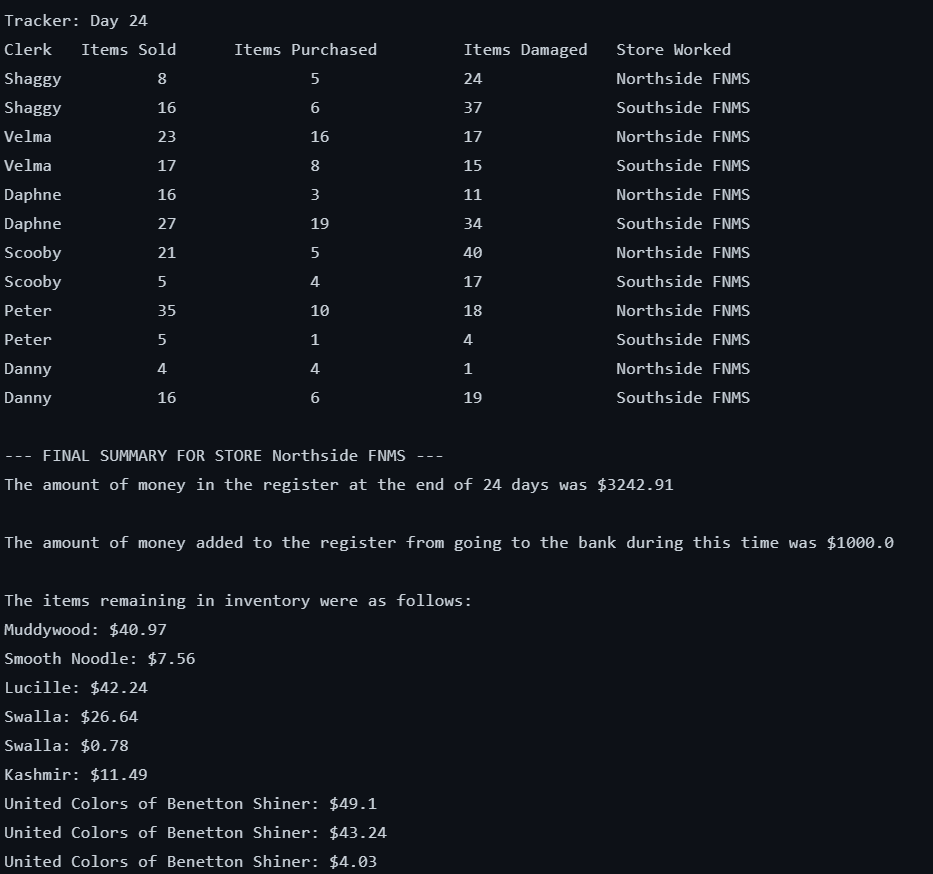 Tracker: Day 24
Clerk Items Sold Items Purchased Items Damaged Store Worked
Shaggy 8 5 24 Northside FNMS
Shaggy 16 6 37 Southside FNMS
Velma 23 16 17 Northside FNMS
Velma 17 8 15 Southside FNMS
Daphne 16 3 11 Northside FNMS
Daphne 27 19 34 Southside FNMS
Scooby 21 5 40 Northside FNMS
Scooby 5 4 17 Southside FNMS
Peter 35 10 18 Northside FNMS
Peter 5 1 4 Southside FNMS
Danny 4 4 1 Northside FNMS
Danny 16 6 19 Southside FNMS
--- FINAL SUMMARY FOR STORE Northside FNMS ---
The amount of money in the register at the end of 24 days was $3242.91
The amount of money added to the register from going to the bank during this time was $1000.0
The items remaining in inventory were as follows:
Muddywood: $40.97
Smooth Noodle: $7.56
Lucille: $42.24
Swalla: $26.64
Swalla: $0.78
Kashmir: $11.49
United Colors of Benetton Shiner: $49.1
United Colors of Benetton Shiner: $43.24
United Colors of Benetton Shiner: $4.03